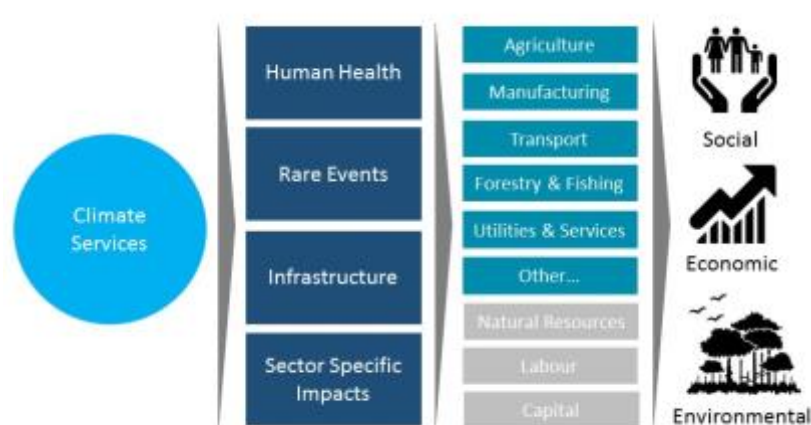 Climate
Services
Human Health
Rare Events
Infrastructure
Sector Specific
Impacts
Agriculture
Manufacturing
Transport
Forestry & Fishing
Utilities & Services
Other...
Natural Resources
Labour
Capital
Social
Economic
Environmental